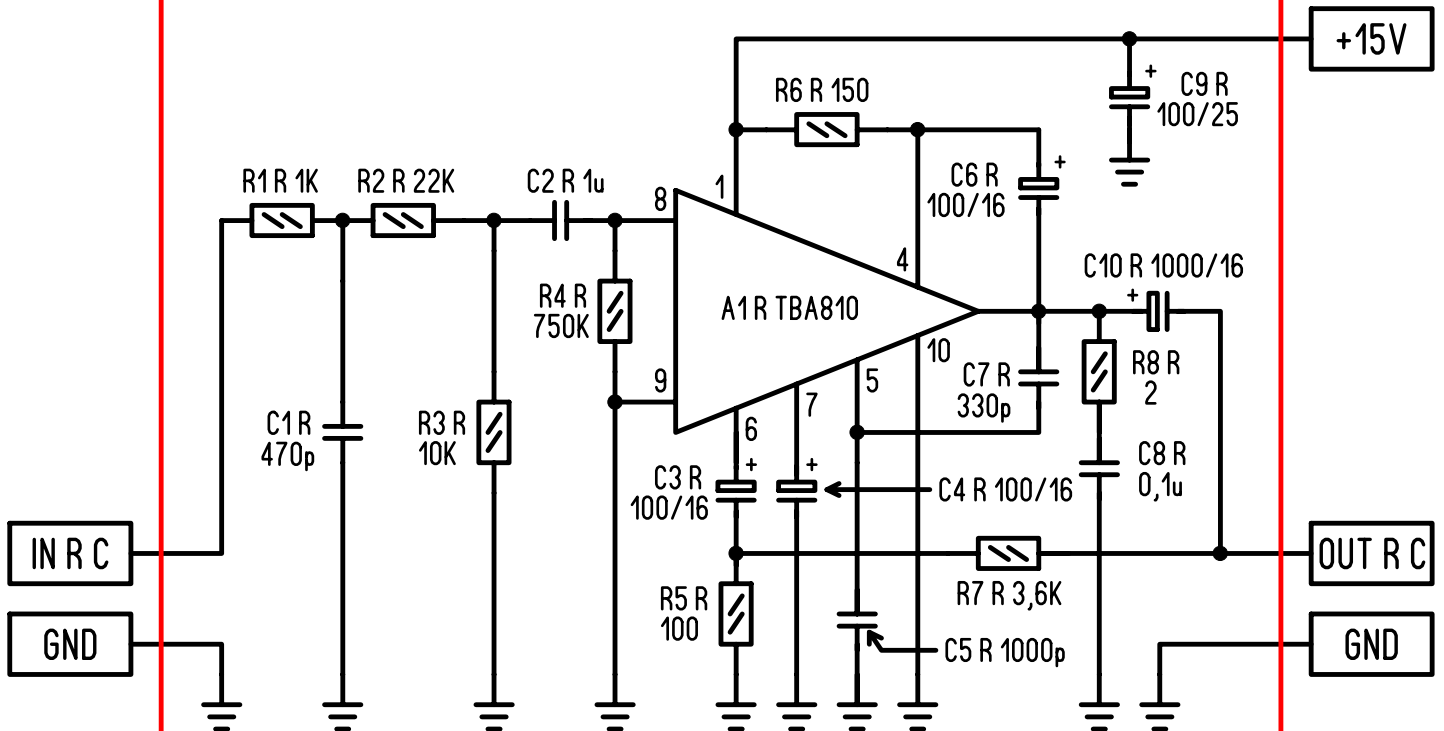 +15V
+
C9 R
100/25
R6 R 150
R1 R 1K
R2 R 22K
C2 R 1u
8
1
C6 R
100/16
+
4
C10 R 1000/16
+
R4 R
750K
A1 R TBA810
10
9
5
C7 R
330p
R8 R
2
7
6
C1 R
470p
R3 R
10K
C3 R
100/16
+
+
C4 R 100/16
C8 R
0,1u
IN R C
OUT R C
R7 R 3,6K
R5 R
100
GND
C5 R 1000p
GND